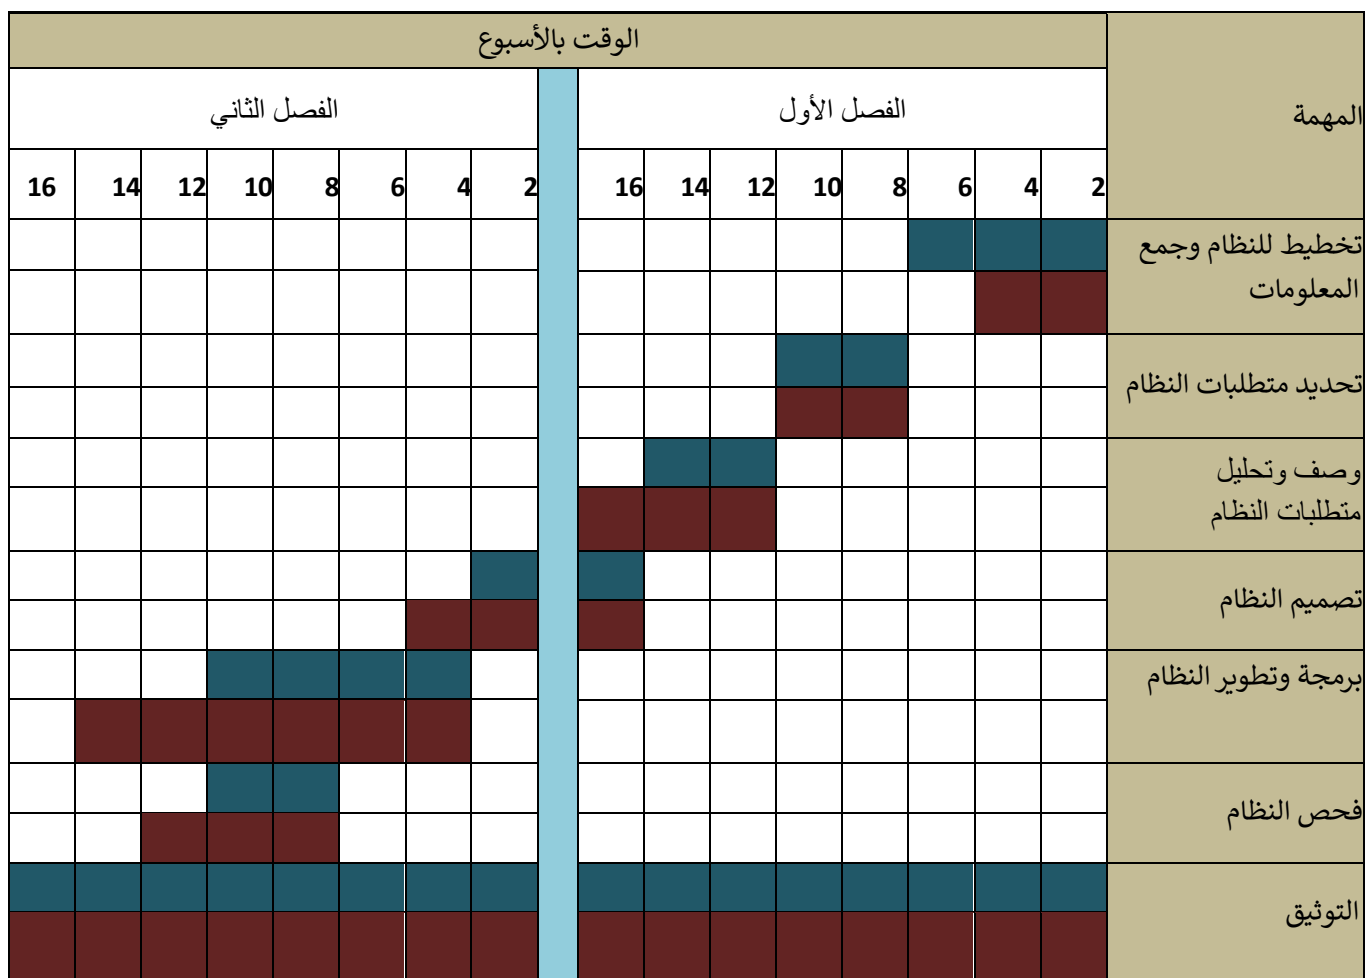 الوقت بالأسبوع
المهمة
الفصل الأول
الفصل الثاني
2 4 6 8 10 12 14 16
2 4 6 8 10 12 14 16
تخطيط للنظام وجمع
المعلومات
تحديد متطلبات النظام
وصف وتحليل
متطلبات النظام
تصميم النظام
برمجة وتطوير النظام
فحص النظام
التوثيق